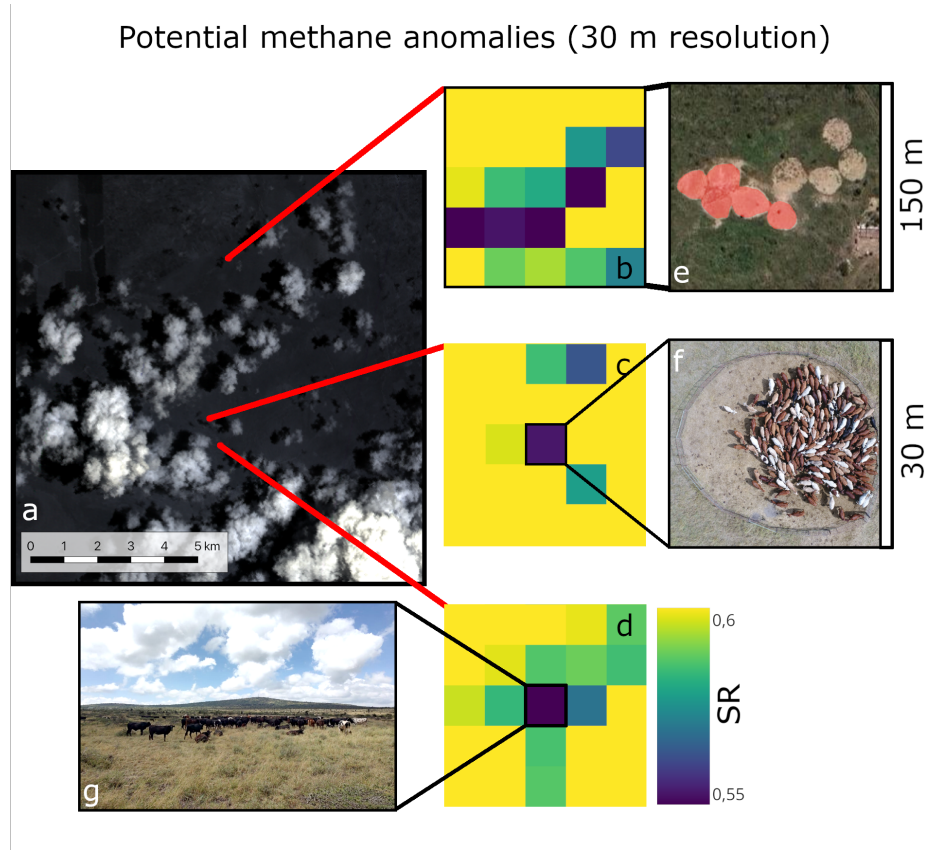 Potential methane anomalies (30 m resolution)
b
e
150 m
c
f
30 m
a
0 1 2 3 4 5 km
d
g
0,6
SR
0,55